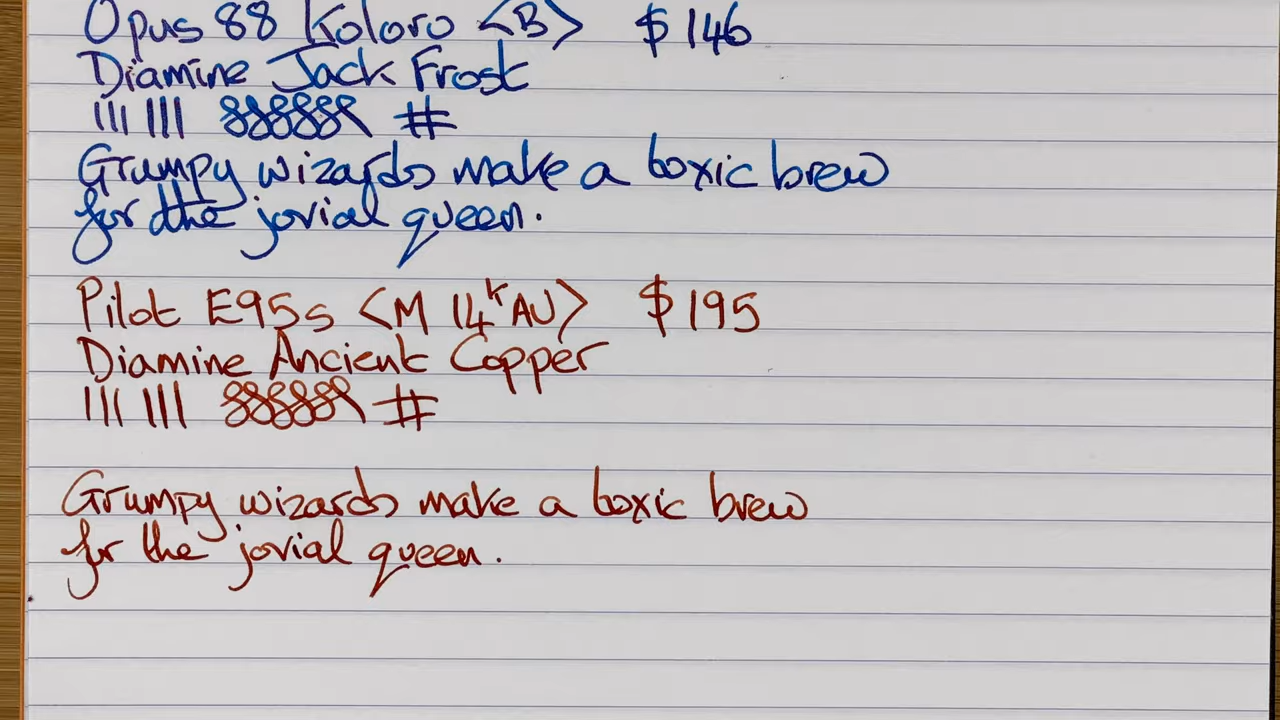 Opus 88 Koloro <B> $146
Diamine Jack Frost
||| ||| 888888 #
Grumpy wizards make a toxic brew
for the jovial queen.
Pilot E95s <M 14ᵏ AU> $195
Diamine Ancient Copper
||| ||| 888888 #
Grumpy wizards make a toxic brew
for the jovial queen.